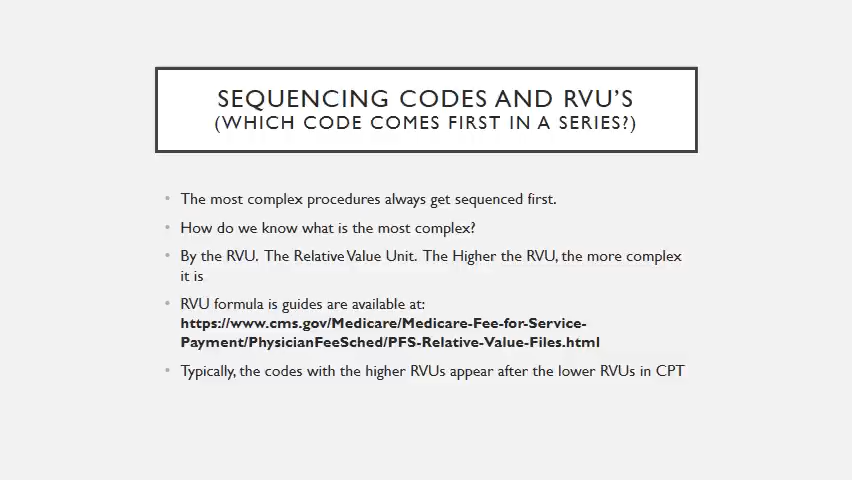 SEQUENCING CODES AND RVU'S
(WHICH CODE COMES FIRST IN A SERIES?)
• The most complex procedures always get sequenced first.
• How do we know what is the most complex?
• By the RVU. The Relative Value Unit. The Higher the RVU, the more complex
it is
• RVU formula is guides are available at:
https://www.cms.gov/Medicare/Medicare-Fee-for-Service-
Payment/PhysicianFeeSched/PFS-Relative-Value-Files.html
• Typically, the codes with the higher RVUs appear after the lower RVUs in CPT